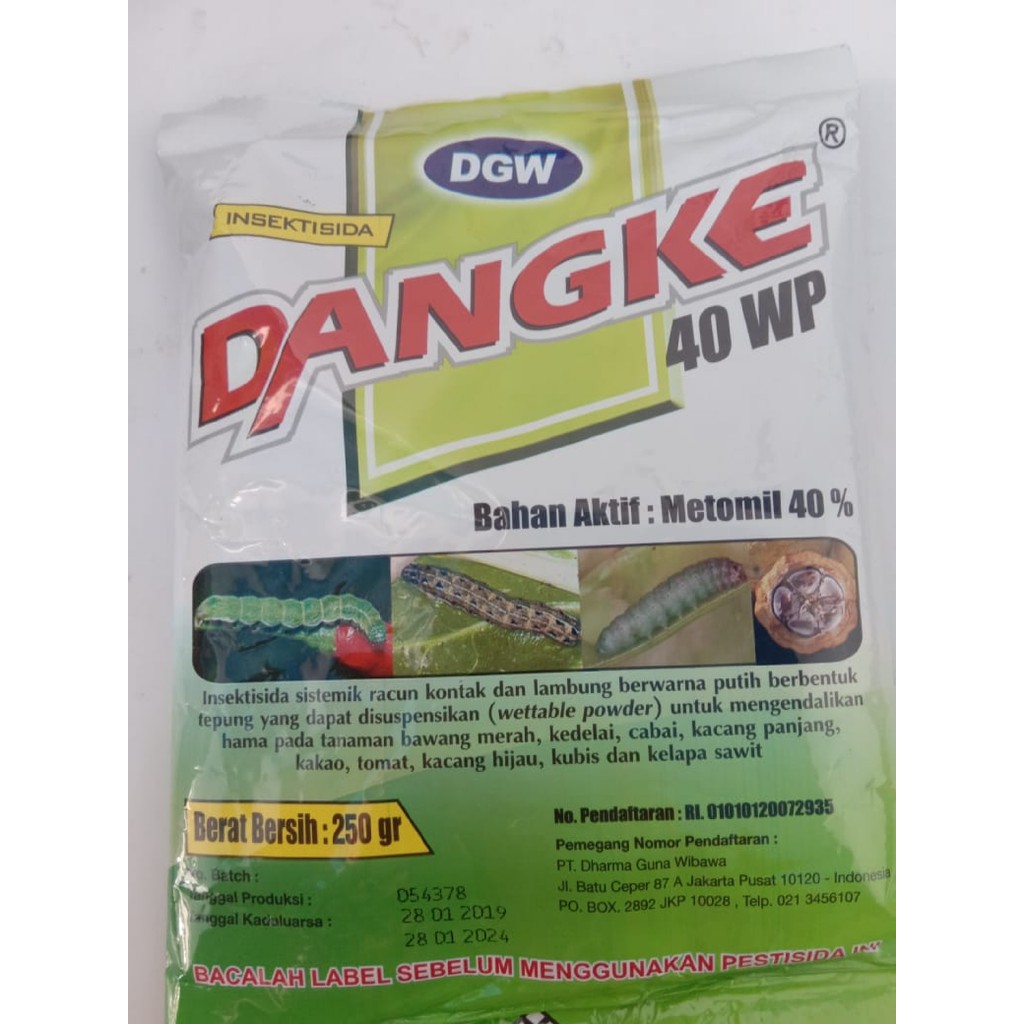 DGW
®
INSEKTISIDA
DANGKE
40 WP
Bahan Aktif : Metomil 40 %
Insektisida sistemik racun kontak dan lambung berwarna putih berbentuk
tepung yang dapat disuspensikan (wettable powder) untuk mengendalikan
hama pada tanaman bawang merah, kedelai, cabai, kacang panjang,
kakao, tomat, kacang hijau, kubis dan kelapa sawit
Berat Bersih : 250 gr
No. Pendaftaran : RI. 01010120072935
Pemegang Nomor Pendaftaran :
PT. Dharma Guna Wibawa
Jl. Batu Ceper 87 A Jakarta Pusat 10120 - Indonesia
PO. BOX. 2892 JKP 10028 , Telp. 021 3456107
Batch :
Produksi :
Kadaluarsa :
D54378
28 01 2019
28 01 2024
BACALAH LABEL SEBELUM MENGGUNAKAN PESTISIDA